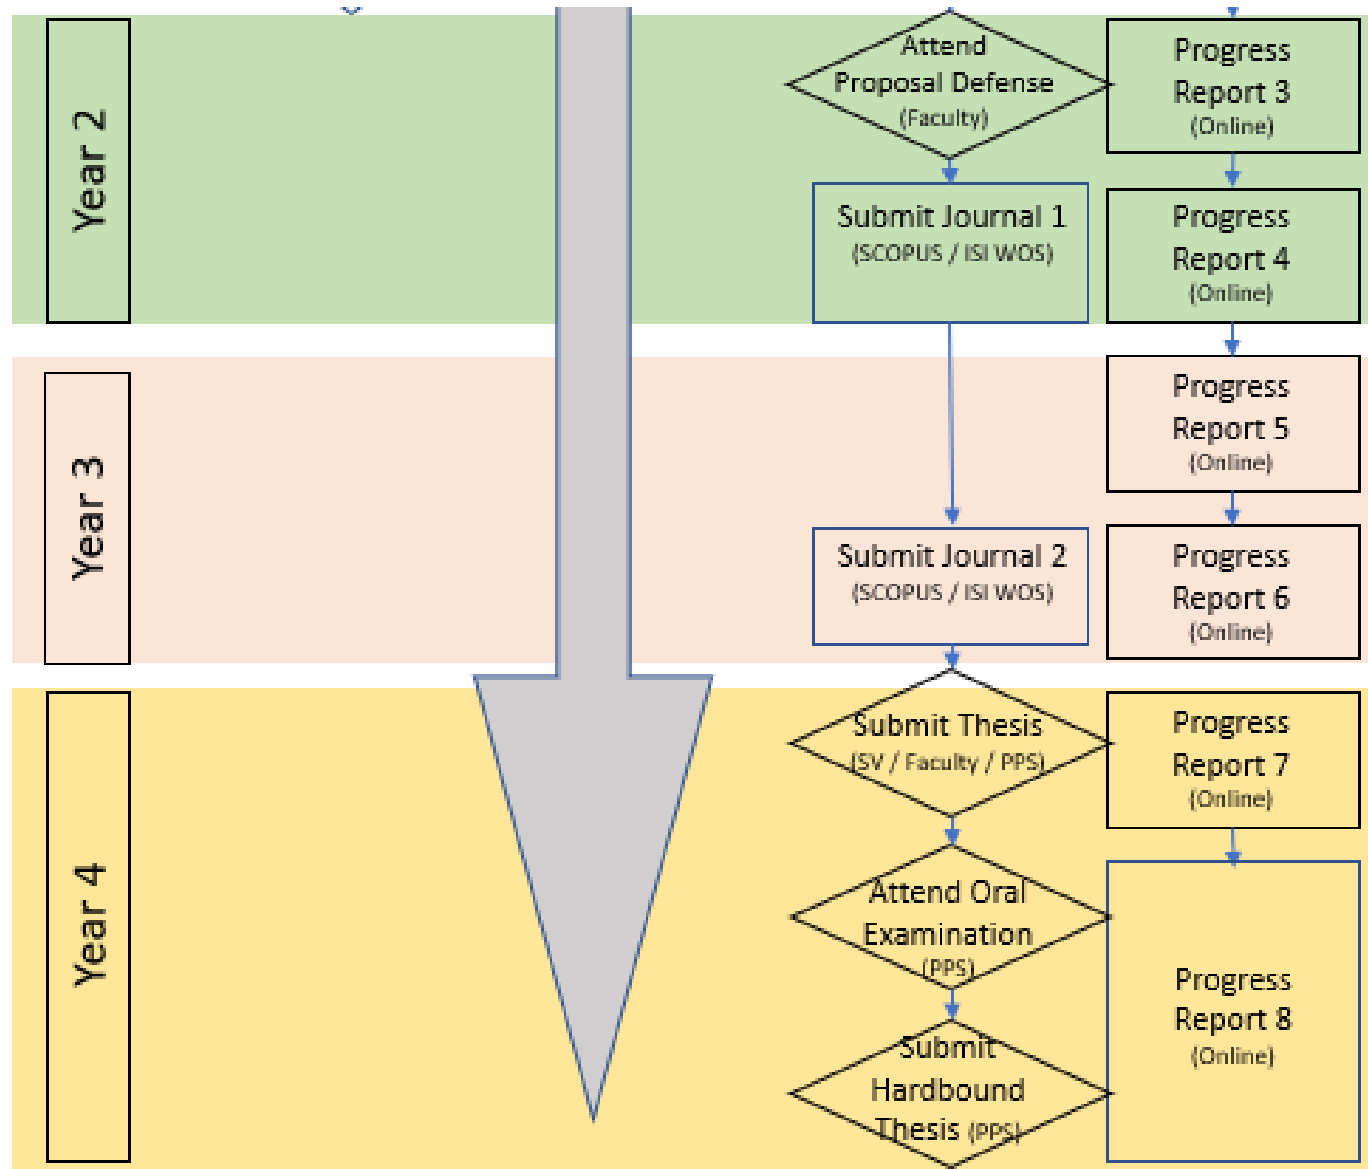 Year 2
Attend
Proposal Defense
(Faculty)
Progress
Report 3
(Online)
Submit Journal 1
(SCOPUS / ISI WOS)
Progress
Report 4
(Online)
Year 3
Progress
Report 5
(Online)
Submit Journal 2
(SCOPUS / ISI WOS)
Progress
Report 6
(Online)
Year 4
Submit Thesis
(SV / Faculty / PPS)
Progress
Report 7
(Online)
Attend Oral
Examination
(PPS)
Submit
Hardbound
Thesis (PPS)
Progress
Report 8
(Online)